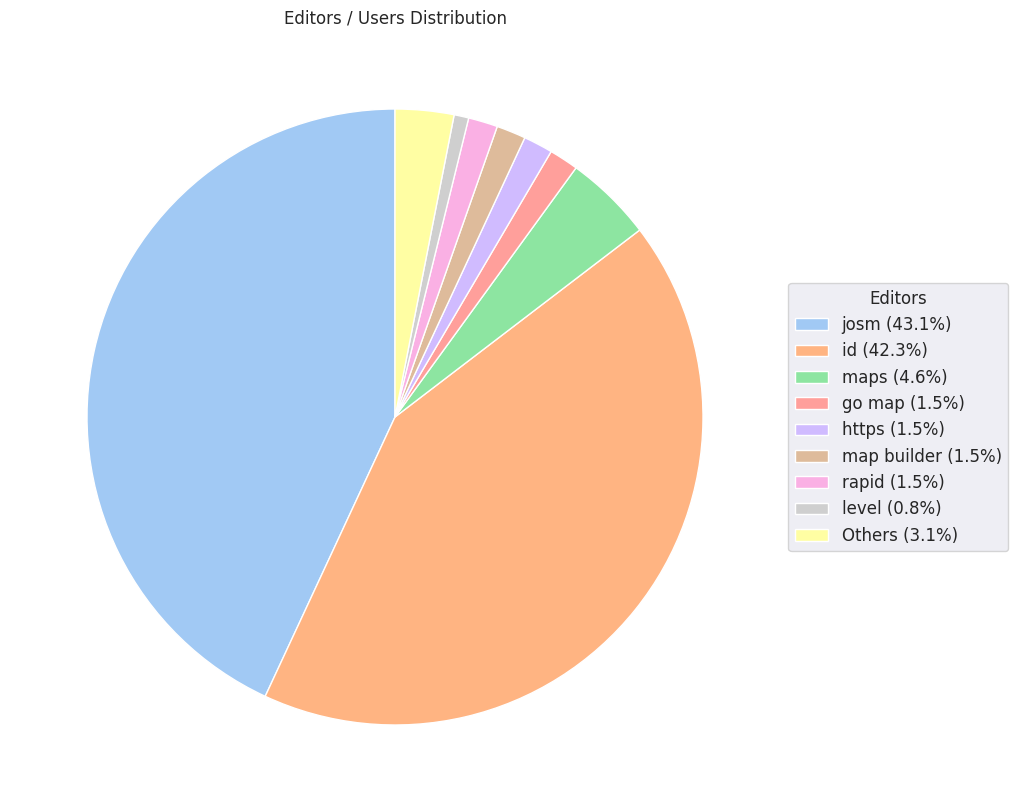 Editors / Users Distribution
Editors
josm (43.1%)
id (42.3%)
maps (4.6%)
go map (1.5%)
https (1.5%)
map builder (1.5%)
rapid (1.5%)
level (0.8%)
Others (3.1%)